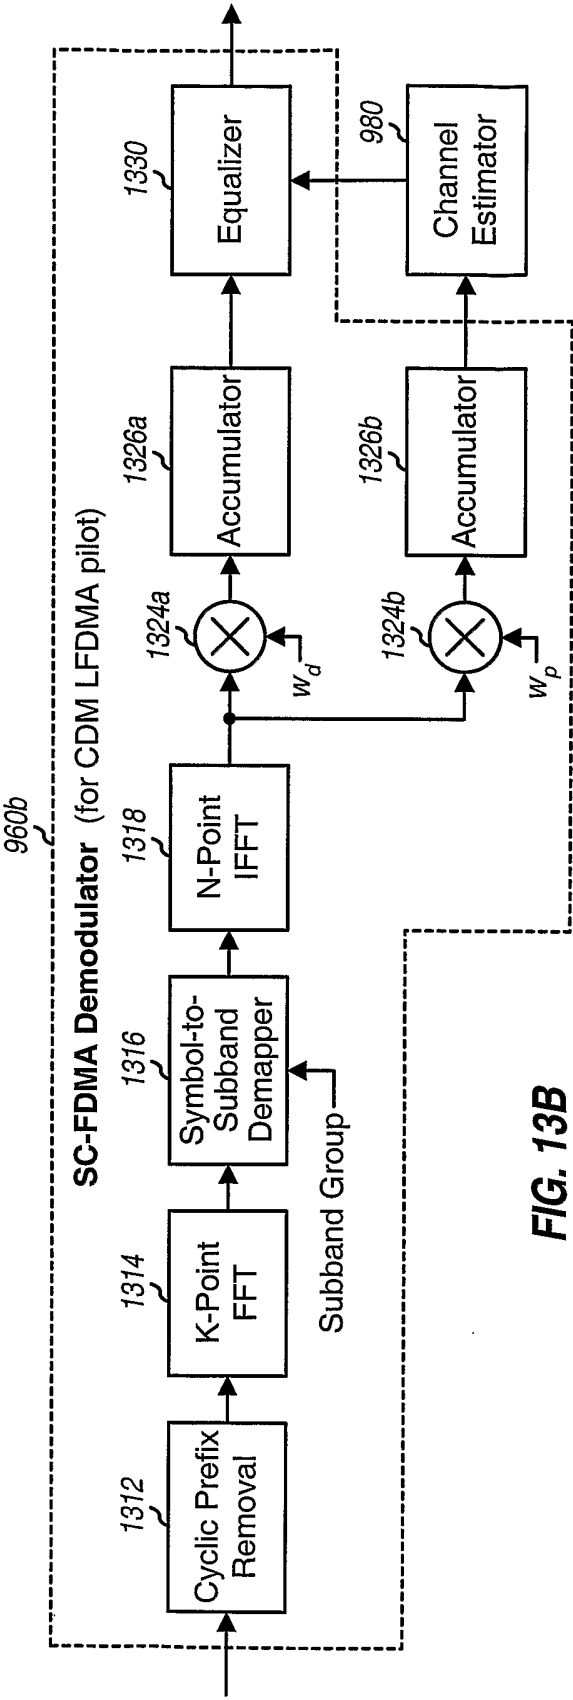 960b
SC-FDMA Demodulator (for CDM LFDMA pilot)
1312
Cyclic Prefix
Removal
1314
K-Point
FFT
1316
Symbol-to-
Subband
Demapper
Subband Group
1318
N-Point
IFFT
1324a
w_d
1326a
Accumulator
1330
Equalizer
1324b
w_p
1326b
Accumulator
980
Channel
Estimator
FIG. 13B